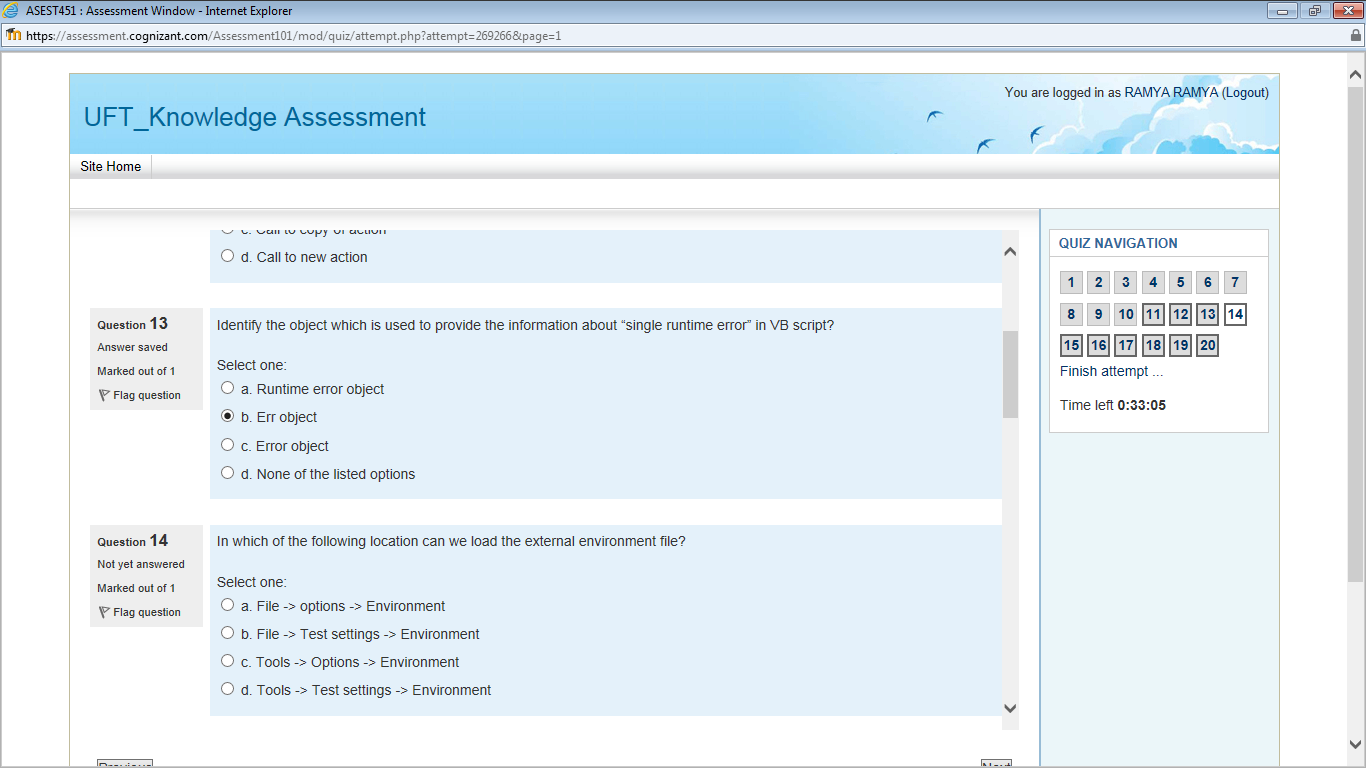 ASEST451 : Assessment Window - Internet Explorer
https://assessment.cognizant.com/Assessment101/mod/quiz/attempt.php?attempt=269266&page=1
You are logged in as RAMYA RAMYA (Logout)
UFT_Knowledge Assessment
Site Home
c. Call to copy of action
d. Call to new action
Question 13
Answer saved
Marked out of 1
Flag question
Identify the object which is used to provide the information about “single runtime error” in VB script?
Select one:
a. Runtime error object
b. Err object
c. Error object
d. None of the listed options
Question 14
Not yet answered
Marked out of 1
Flag question
In which of the following location can we load the external environment file?
Select one:
a. File -> options -> Environment
b. File -> Test settings -> Environment
c. Tools -> Options -> Environment
d. Tools -> Test settings -> Environment
Previous
Next
QUIZ NAVIGATION
1 2 3 4 5 6 7
8 9 10 11 12 13 14
15 16 17 18 19 20
Finish attempt ...
Time left 0:33:05